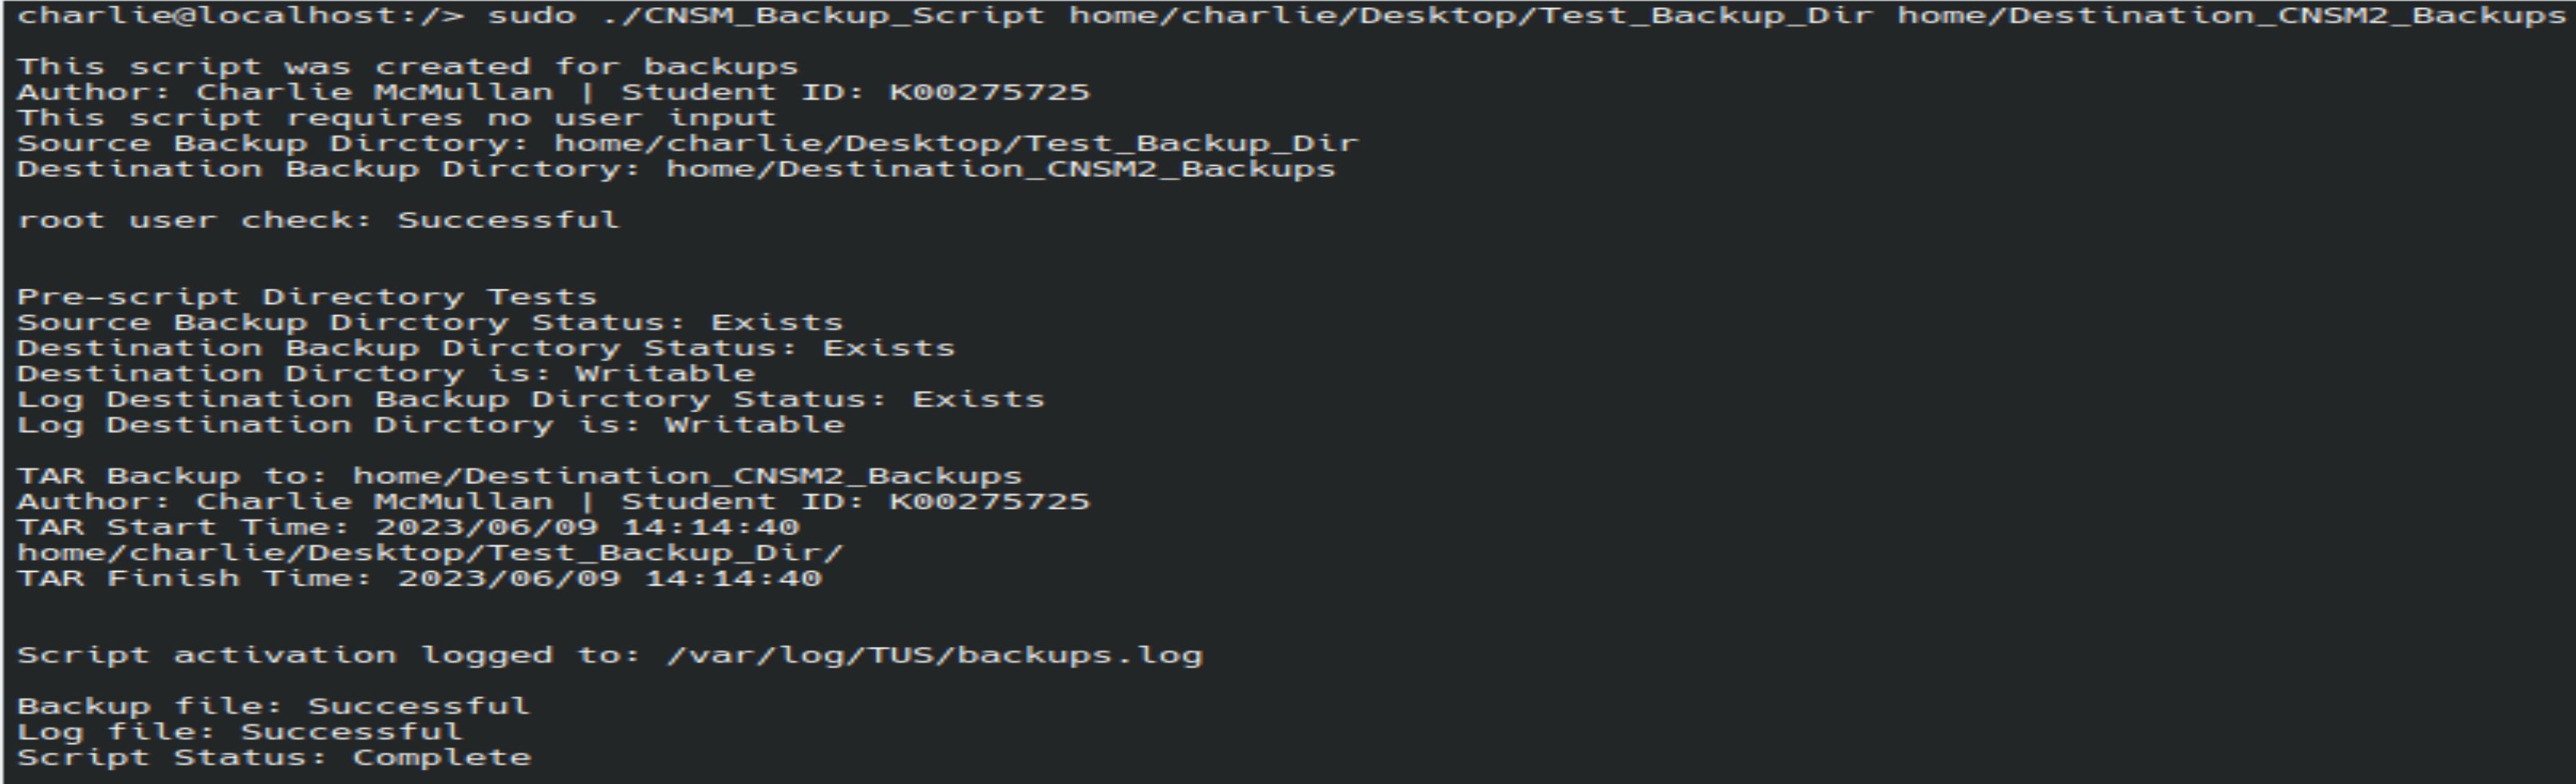 charlie@localhost:/> sudo ./CNSM_Backup_Script home/charlie/Desktop/Test_Backup_Dir home/Destination_CNSM2_Backups
This script was created for backups
Author: Charlie McMullan | Student ID: K00275725
This script requires no user input
Source Backup Dirctory: home/charlie/Desktop/Test_Backup_Dir
Destination Backup Dirctory: home/Destination_CNSM2_Backups
root user check: Successful
Pre-script Directory Tests
Source Backup Dirctory Status: Exists
Destination Backup Dirctory Status: Exists
Destination Dirctory is: Writable
Log Destination Backup Dirctory Status: Exists
Log Destination Dirctory is: Writable
TAR Backup to: home/Destination_CNSM2_Backups
Author: Charlie McMullan | Student ID: K00275725
TAR Start Time: 2023/06/09 14:14:40
home/charlie/Desktop/Test_Backup_Dir/
TAR Finish Time: 2023/06/09 14:14:40
Script activation logged to: /var/log/TUS/backups.log
Backup file: Successful
Log file: Successful
Script Status: Complete